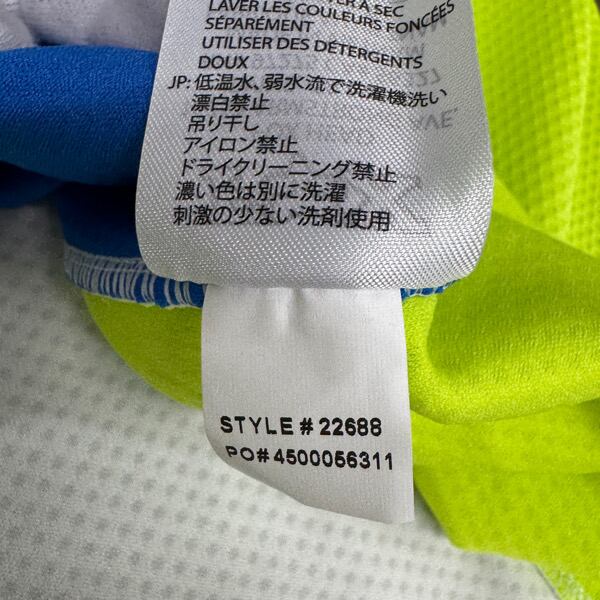 À SEC
LAVER LES COULEURS FONCÉES
SÉPARÉMENT
UTILISER DES DÉTERGENTS
DOUX
JP: 低温水、弱水流で洗濯機洗い
漂白禁止
吊り干し
アイロン禁止
ドライクリーニング禁止
濃い色は別に洗濯
刺激の少ない洗剤使用
STYLE # 22688
PO# 4500056311